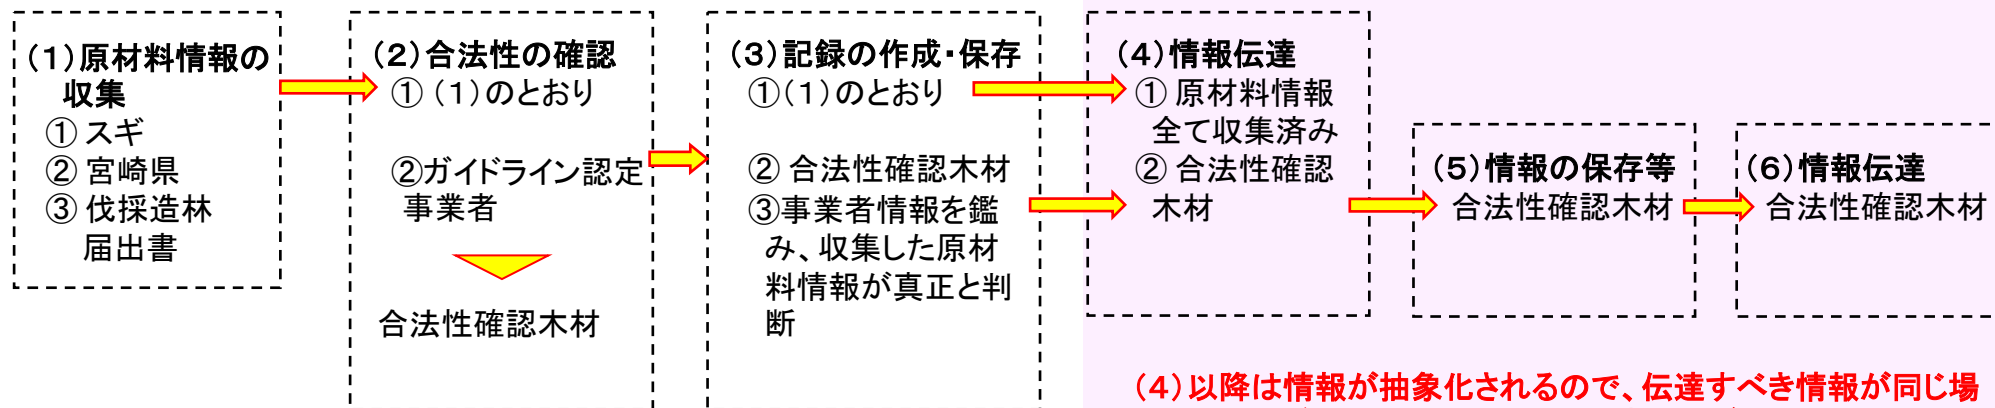 (1)原材料情報の
収集
① スギ
② 宮崎県
③ 伐採造林
届出書
(2)合法性の確認
① (1)のとおり
②ガイドライン認定
事業者
合法性確認木材
(3)記録の作成・保存
①(1)のとおり
② 合法性確認木材
③事業者情報を鑑
み、収集した原材
料情報が真正と判
断
(4)情報伝達
① 原材料情報
全て収集済み
② 合法性確認
木材
(5)情報の保存等
合法性確認木材
(6)情報伝達
合法性確認木材
(4)以降は情報が抽象化されるので、伝達すべき情報が同じ場